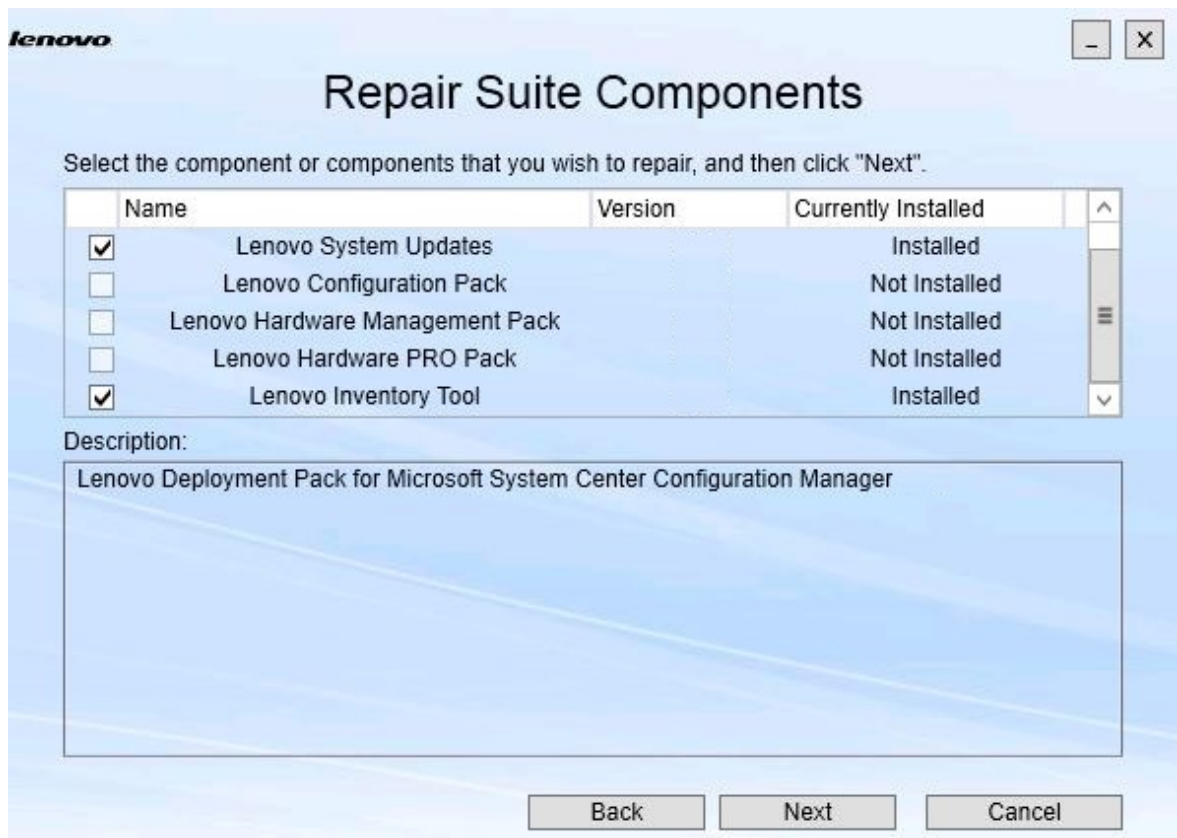 lenovo
Repair Suite Components
Select the component or components that you wish to repair, and then click "Next".
Name Version Currently Installed
Lenovo System Updates Installed
Lenovo Configuration Pack Not Installed
Lenovo Hardware Management Pack Not Installed
Lenovo Hardware PRO Pack Not Installed
Lenovo Inventory Tool Installed
Description:
Lenovo Deployment Pack for Microsoft System Center Configuration Manager
Back Next Cancel